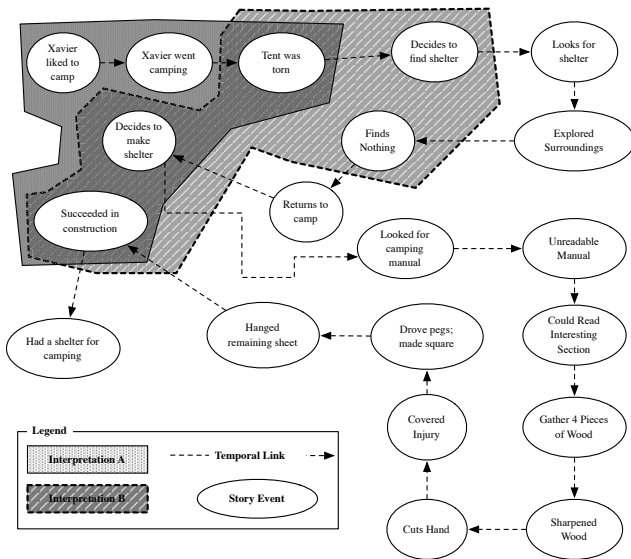 Xavier
liked to
camp
Xavier went
camping
Tent was
torn
Decides to
find shelter
Looks for
shelter
Decides to
make
shelter
Finds
Nothing
Explored
Surroundings
Returns to
camp
Succeeded in
construction
Looked for
camping
manual
Unreadable
Manual
Had a shelter for
camping
Hanged
remaining sheet
Drove pegs;
made square
Could Read
Interesting
Section
Covered
Injury
Gather 4 Pieces
of Wood
Cuts Hand
Sharpened
Wood
Legend
Interpretation A
Temporal Link
Interpretation B
Story Event